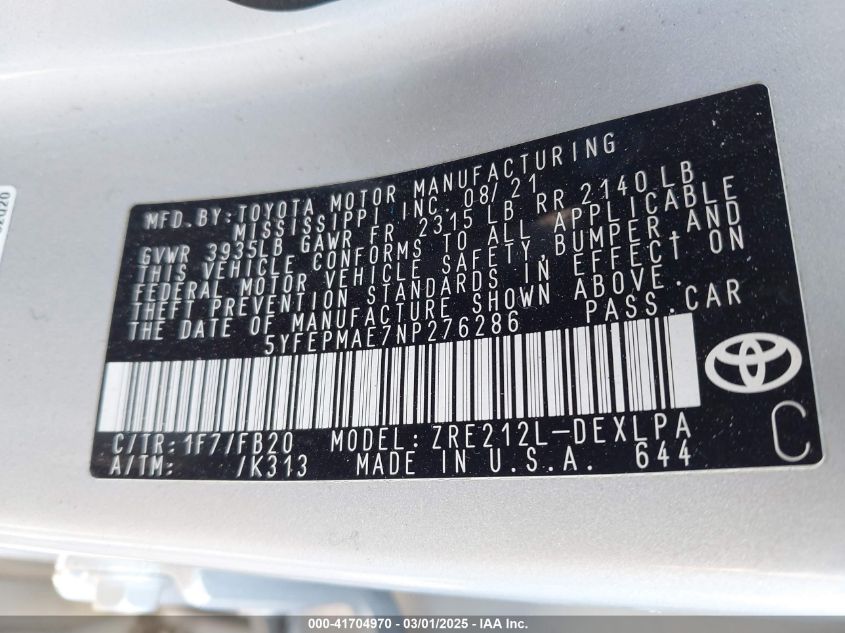 MFD. BY: TOYOTA MOTOR MANUFACTURING
MISSISSIPPI INC. 08/21
GVWR 3935LB GAWR FR 2315 LB RR 2140 LB
THIS VEHICLE CONFORMS TO ALL APPLICABLE
FEDERAL MOTOR VEHICLE SAFETY, BUMPER, AND
THEFT PREVENTION STANDARDS IN EFFECT ON
THE DATE OF MANUFACTURE SHOWN ABOVE.
5YFEPMAE7NP276286 PASS. CAR
C/TR: 1F7/FB20 MODEL: ZRE212L-DEXLPA
A/TM: /K313 MADE IN U.S.A. 644
C
000-41704970 - 03/01/2025 - IAA Inc.